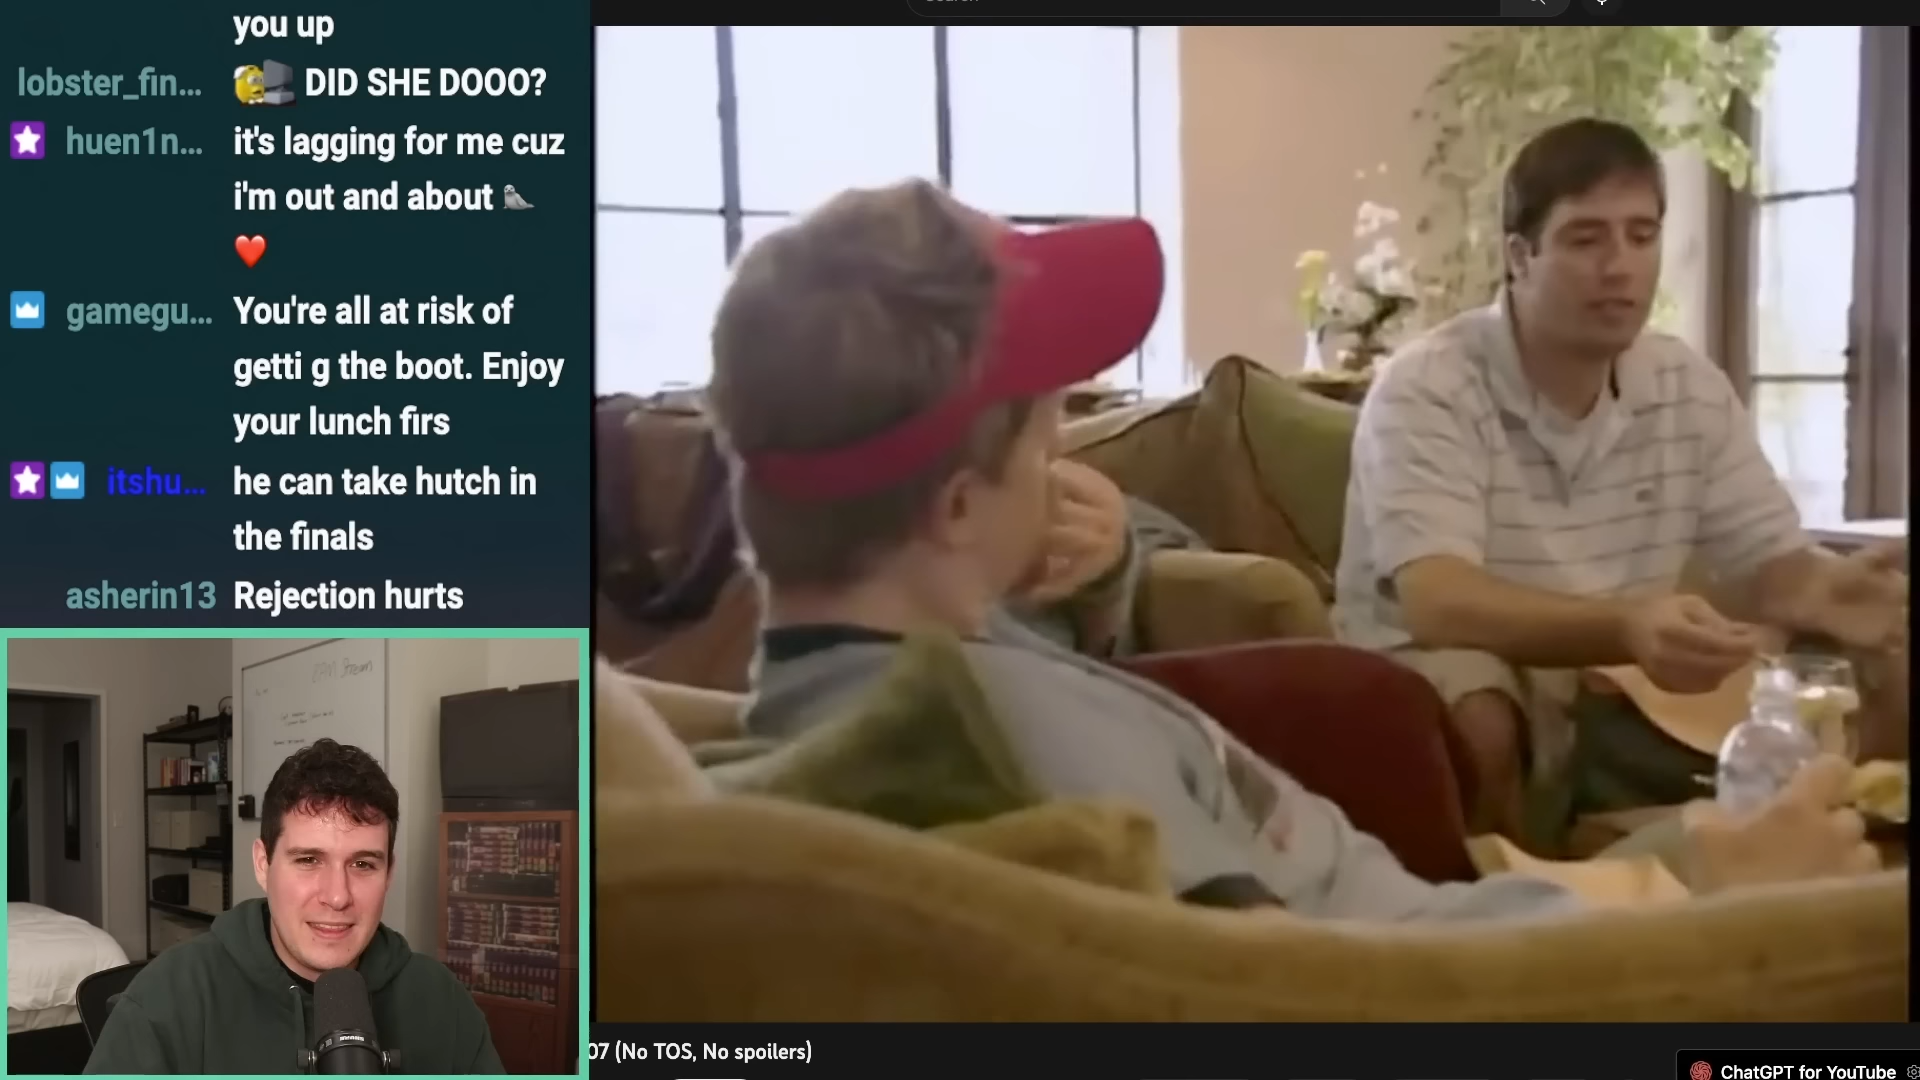 you up
lobster_fin... DID SHE DOOO?
huen1n... it's lagging for me cuz
i'm out and about
gamegu... You're all at risk of
getti g the boot. Enjoy
your lunch firs
itshu... he can take hutch in
the finals
asherin13 Rejection hurts
07 (No TOS, No spoilers)
ChatGPT for YouTube